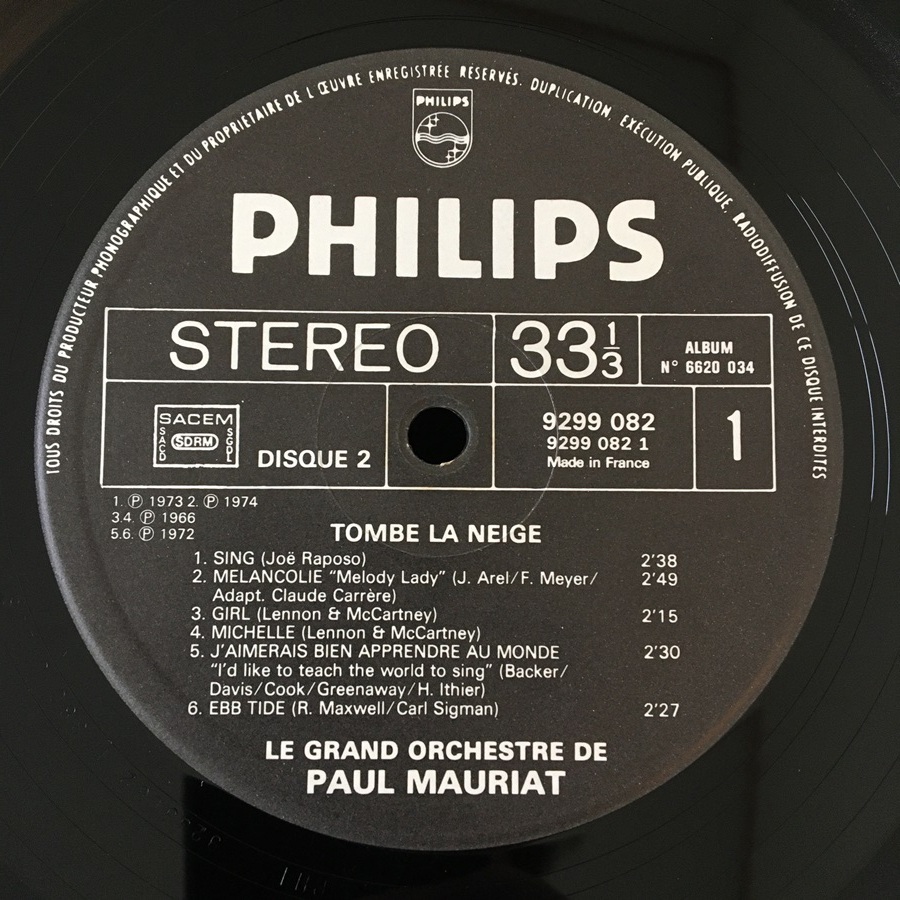 TOUS DROITS DU PRODUCTEUR PHONOGRAPHIQUE ET DU PROPRIETAIRE DE L ŒUVRE ENREGISTRÉE RESERVÉS. DUPLICATION, EXÉCUTION PUBLIQUE, RADIODIFFUSION DE CE DISQUE INTERDITES
PHILIPS
PHILIPS
STEREO 33 1/3 ALBUM
N° 6620 034
SACEM
SACD SDRM SGDL
DISQUE 2
9299 082
9299 082 1
Made in France
1
1. Ⓟ 1973 2. Ⓟ 1974
3.4. Ⓟ 1966
5.6. Ⓟ 1972
TOMBE LA NEIGE
1. SING (Joë Raposo) 2'38
2. MELANCOLIE “Melody Lady” (J. Arel/F. Meyer/ 2'49
Adapt. Claude Carrère)
3. GIRL (Lennon & McCartney) 2'15
4. MICHELLE (Lennon & McCartney)
5. J'AIMERAIS BIEN APPRENDRE AU MONDE 2'30
“I'd like to teach the world to sing” (Backer/
Davis/Cook/Greenaway/H. Ithier)
6. EBB TIDE (R. Maxwell/Carl Sigman) 2'27
LE GRAND ORCHESTRE DE
PAUL MAURIAT